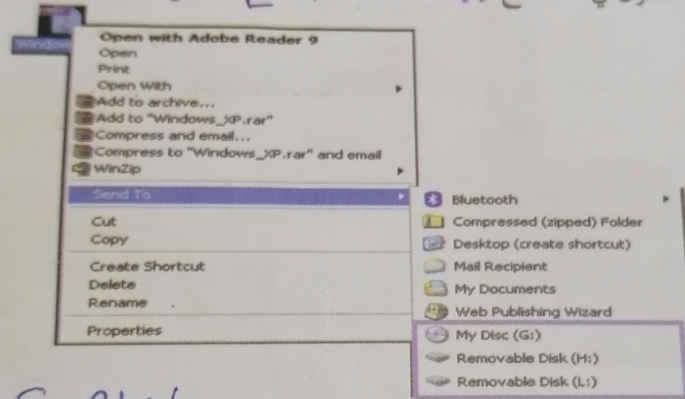 Windows
Open with Adobe Reader 9
Open
Print
Open With
Add to archive...
Add to "Windows_XP.rar"
Compress and email...
Compress to "Windows_XP.rar" and email
WinZip
Send To
Cut
Copy
Create Shortcut
Delete
Rename
Properties
Bluetooth
Compressed (zipped) Folder
Desktop (create shortcut)
Mail Recipient
My Documents
Web Publishing Wizard
My Disc (G:)
Removable Disk (H:)
Removable Disk (L:)